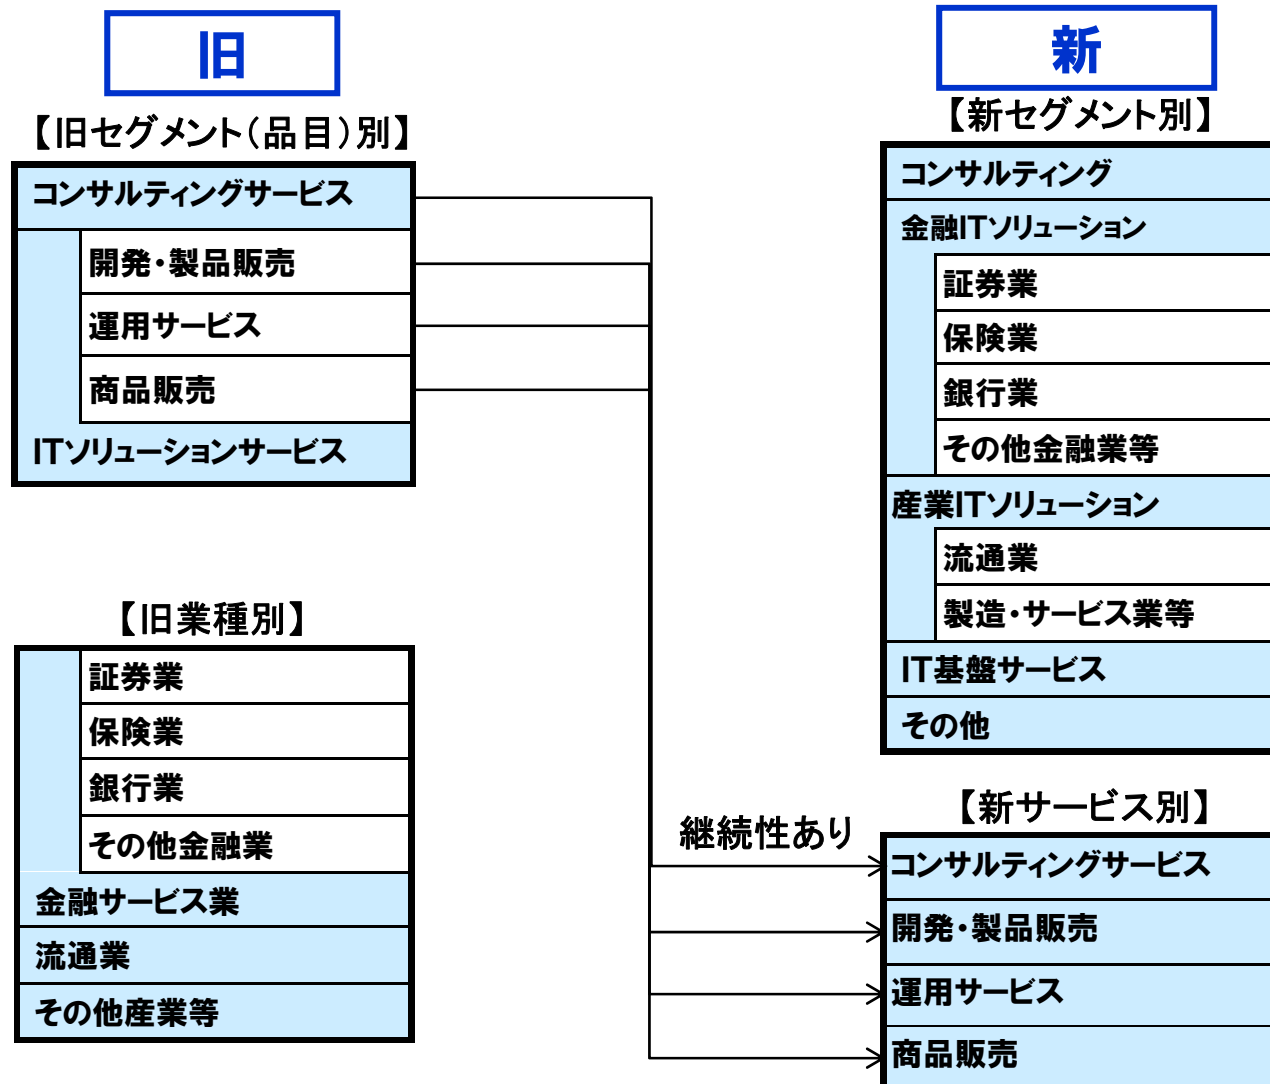 旧
【旧セグメント(品目)別】
コンサルティングサービス
開発・製品販売
運用サービス
商品販売
ITソリューションサービス
【旧業種別】
証券業
保険業
銀行業
その他金融業
金融サービス業
流通業
その他産業等
新
【新セグメント別】
コンサルティング
金融ITソリューション
証券業
保険業
銀行業
その他金融業等
産業ITソリューション
流通業
製造・サービス業等
IT基盤サービス
その他
継続性あり
【新サービス別】
コンサルティングサービス
開発・製品販売
運用サービス
商品販売